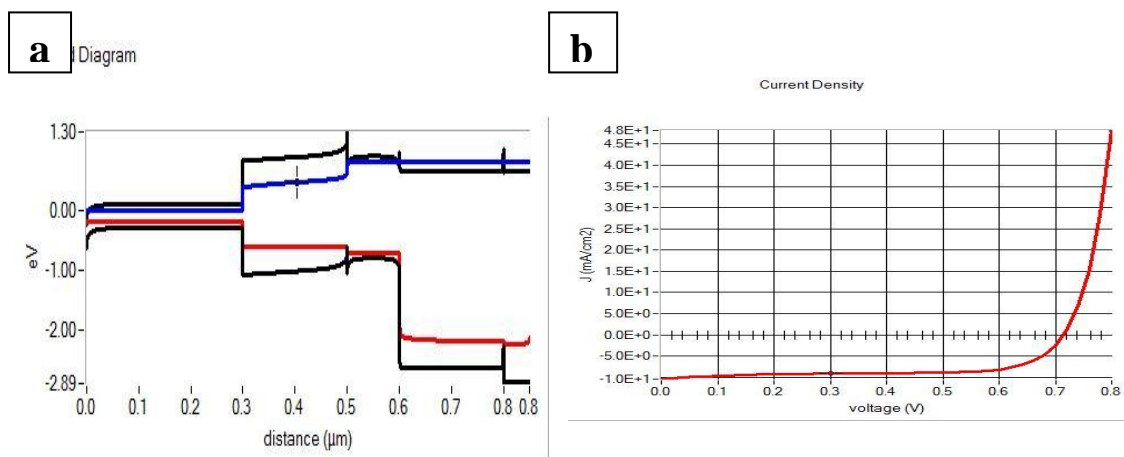 a
d Diagram
1.30
0.00
-1.00
-2.00
-2.89
eV
0.0 0.1 0.2 0.3 0.4 0.5 0.6 0.7 0.8 0.8
distance (µm)
b
Current Density
4.8E+1
4.5E+1
4.0E+1
3.5E+1
3.0E+1
2.5E+1
2.0E+1
1.5E+1
1.0E+1
5.0E+0
0.0E+0
-5.0E+0
-1.0E+1
J (mA/cm2)
0.0 0.1 0.2 0.3 0.4 0.5 0.6 0.7 0.8
voltage (V)